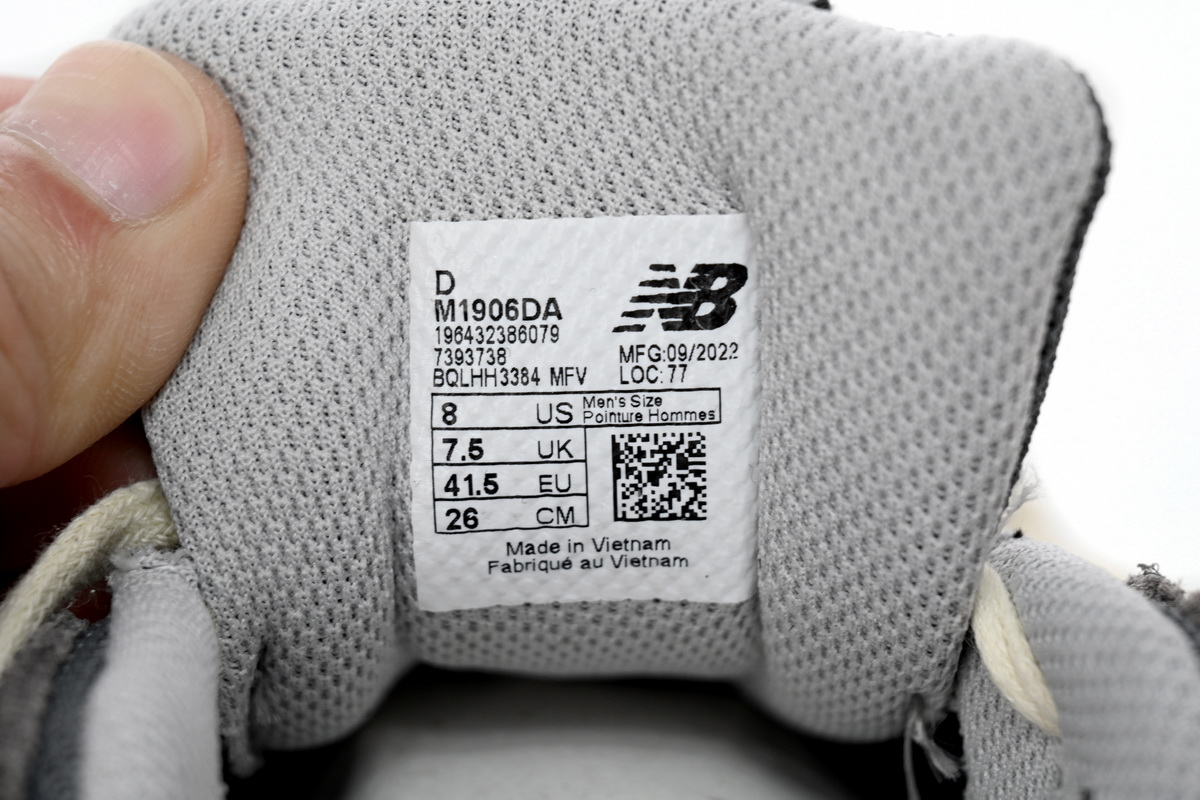 D
M1906DA
196432386079
7393738
BQLHH3384 MFV
NB
MFG:09/2022
LOC: 77
8 US Men's Size
Pointure Hommes
7.5 UK
41.5 EU
26 CM
Made in Vietnam
Fabriqué au Vietnam